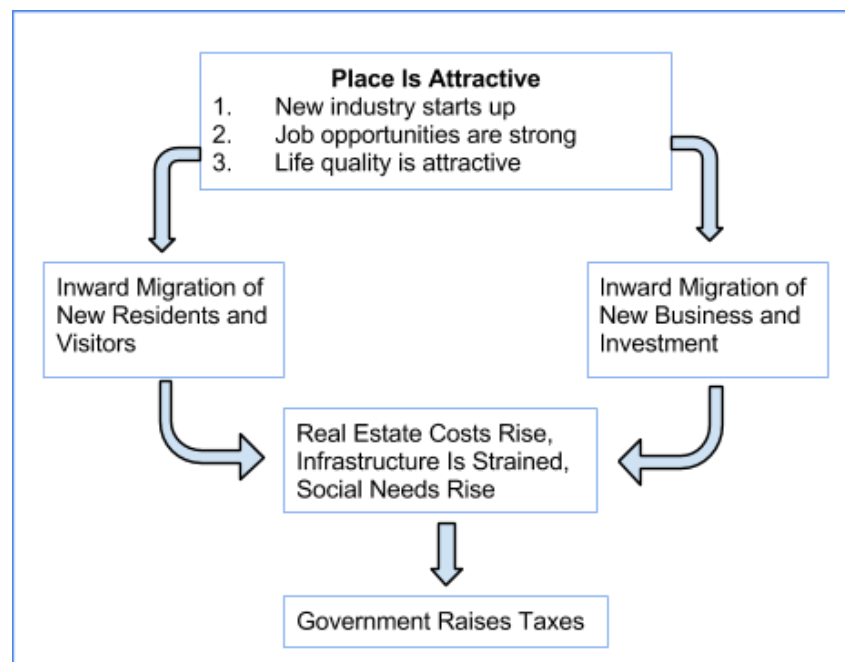 Place Is Attractive
1. New industry starts up
2. Job opportunities are strong
3. Life quality is attractive
Inward Migration of
New Residents and
Visitors
Inward Migration of
New Business and
Investment
Real Estate Costs Rise,
Infrastructure Is Strained,
Social Needs Rise
Government Raises Taxes